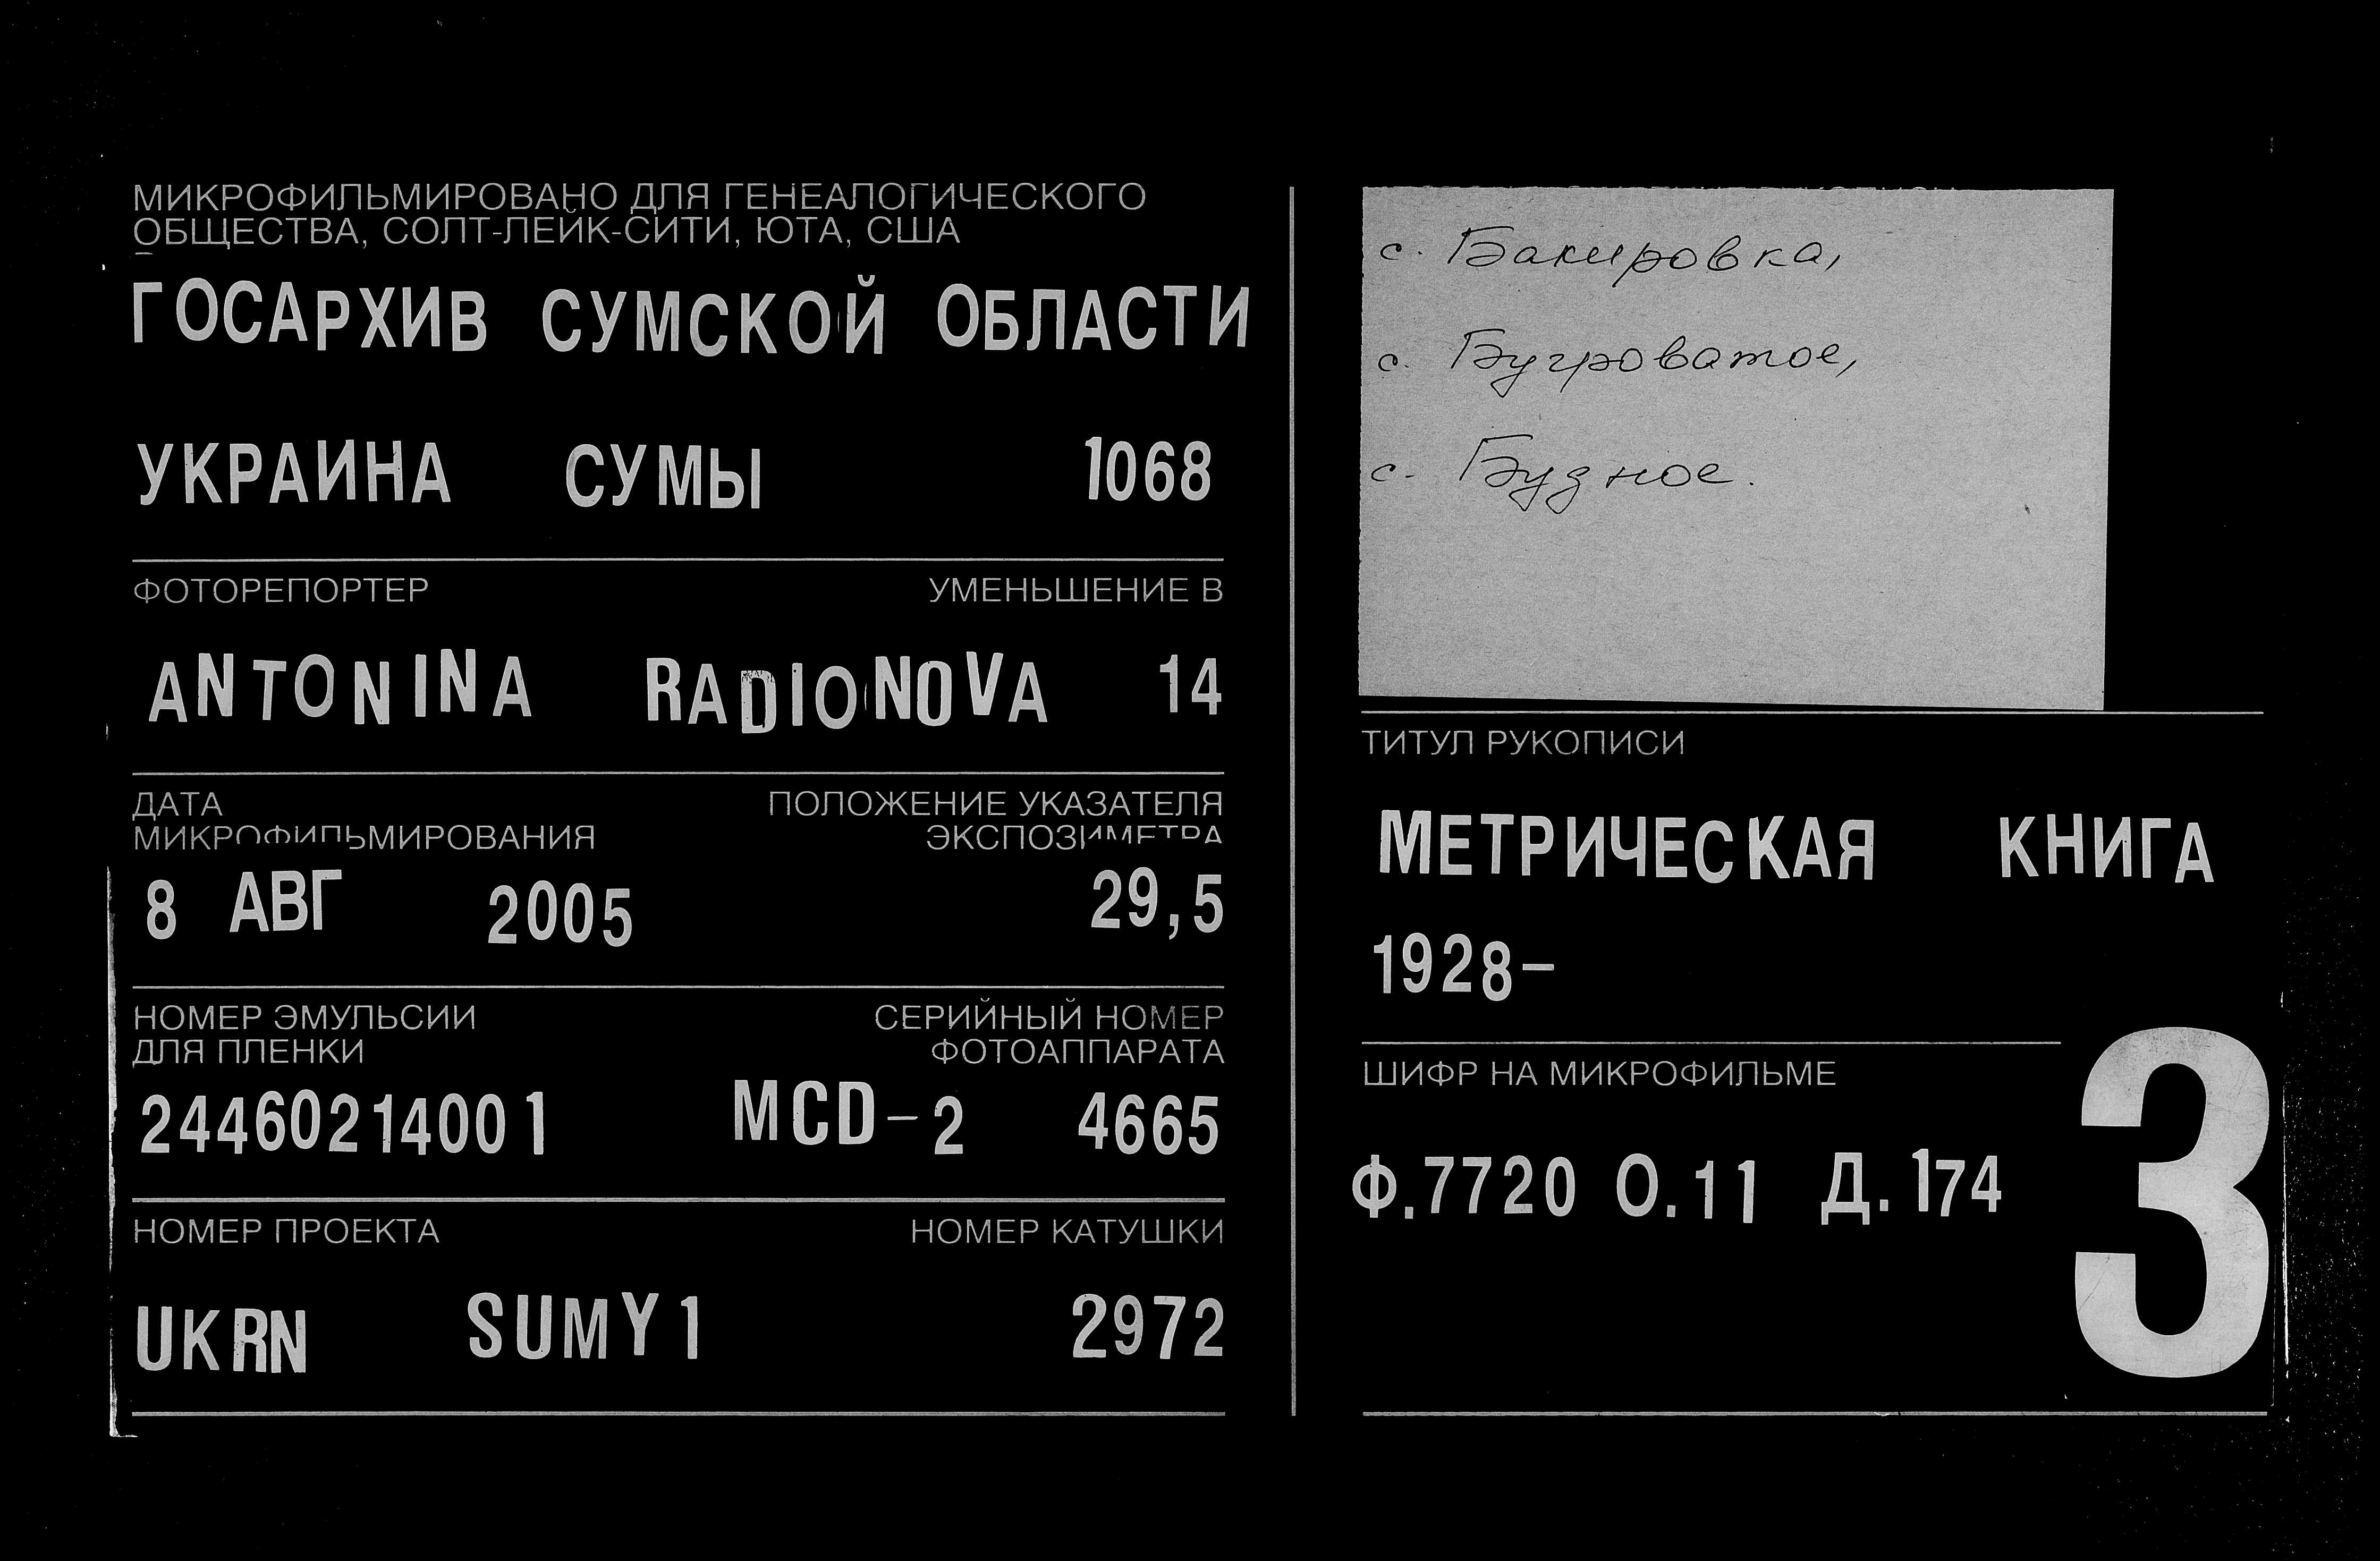 МИКРОФИЛЬМИРОВАНО ДЛЯ ГЕНЕАЛОГИЧЕСКОГО
ОБЩЕСТВА, СОЛТ-ЛЕЙК-СИТИ, ЮТА, США
ГОСАРХИВ СУМСКОЙ ОБЛАСТИ
УКРАИНА СУМЫ 1068
ФОТОРЕПОРТЕР УМЕНЬШЕНИЕ В
ANTONINA RADIONOVA 14
ДАТА ПОЛОЖЕНИЕ УКАЗАТЕЛЯ
МИКРОФИЛЬМИРОВАНИЯ ЭКСПОЗИМЕТРА
8 АВГ 2005 29,5
НОМЕР ЭМУЛЬСИИ СЕРИЙНЫЙ НОМЕР
ДЛЯ ПЛЕНКИ ФОТОАППАРАТА
24460214001 MCD-2 4665
НОМЕР ПРОЕКТА НОМЕР КАТУШКИ
UKRN SUMY1 2972
с. Бакировка,
с. Бугроватое,
с. Будное.
ТИТУЛ РУКОПИСИ
МЕТРИЧЕСКАЯ КНИГА
1928-
ШИФР НА МИКРОФИЛЬМЕ
Ф.7720 О.11 Д.174
3